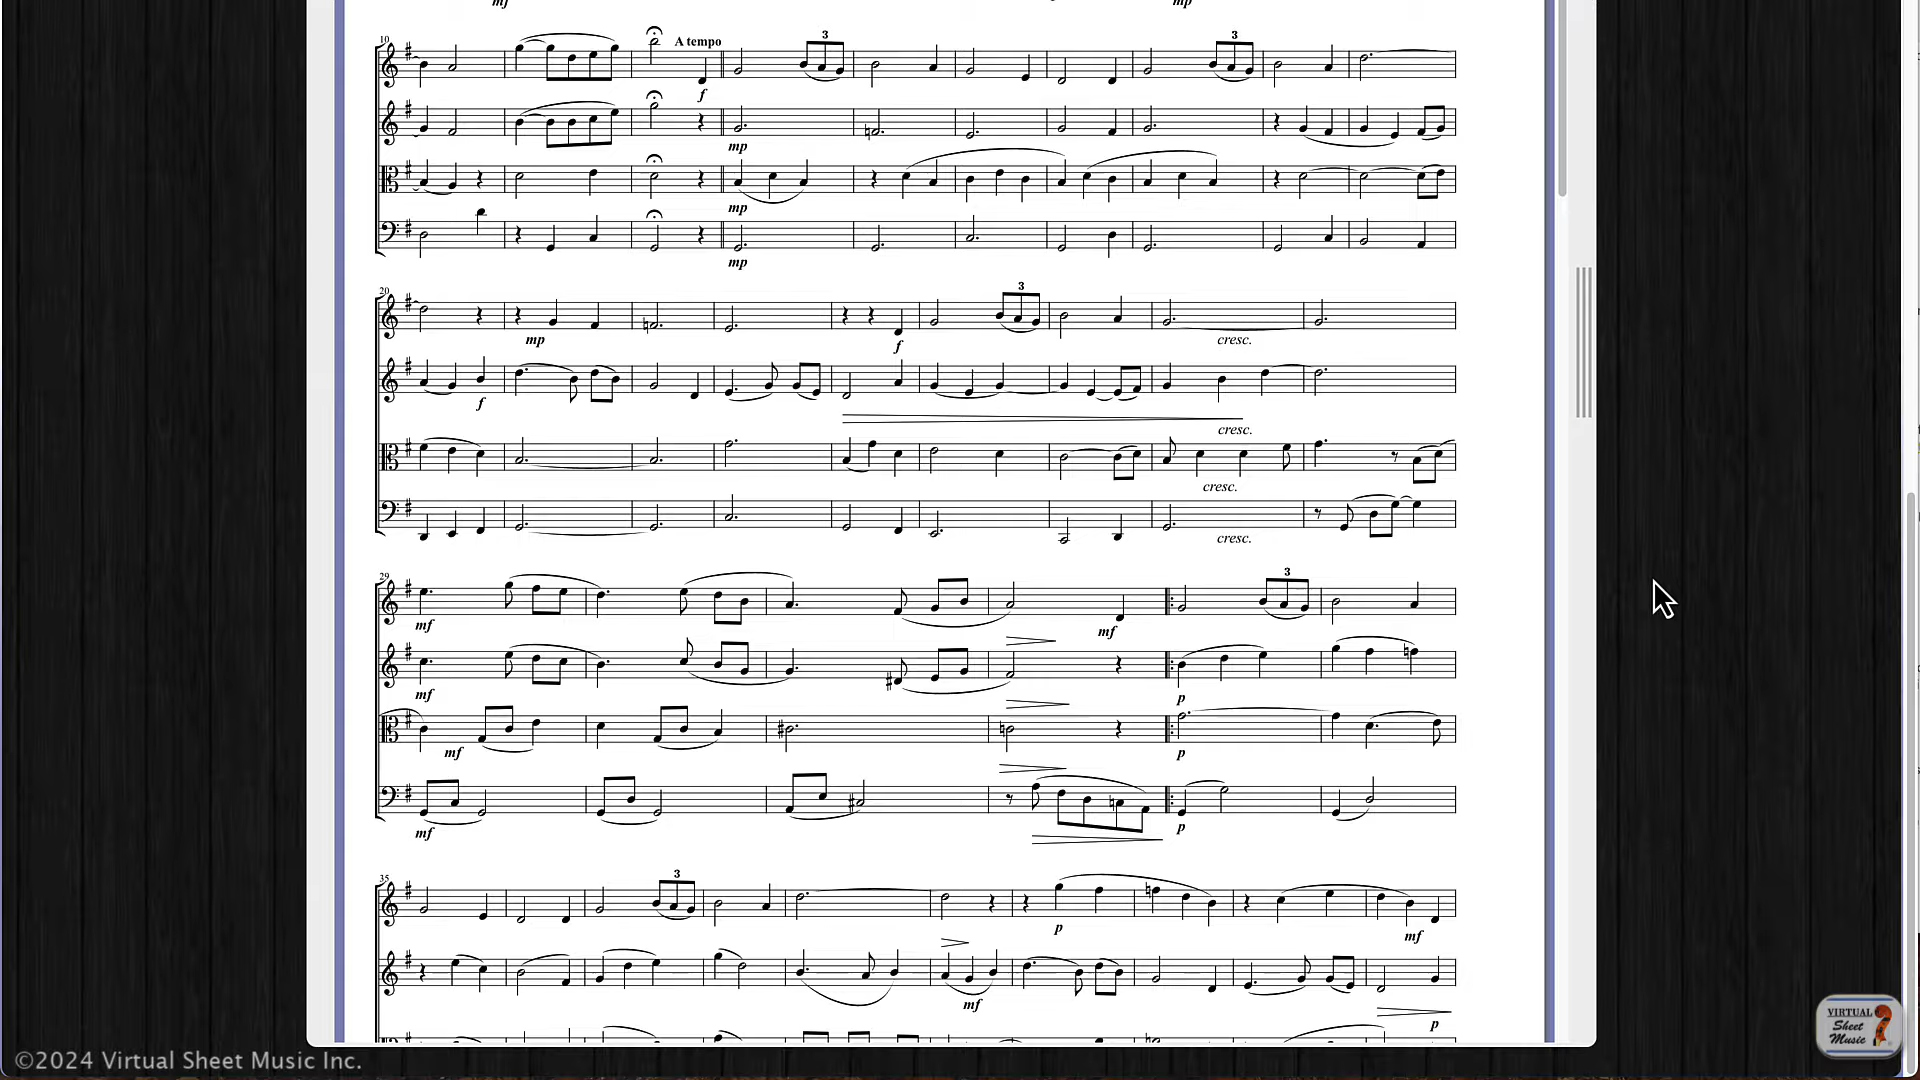 mf mp
10 A tempo 3 3
f
mp
mp
mp
20 3
mp f cresc.
f
cresc.
cresc.
cresc.
29 3
mf mf
mf p
mf p
mf p
35 3
p mf
mf p
©2024 Virtual Sheet Music Inc.
VIRTUAL
Sheet
Music